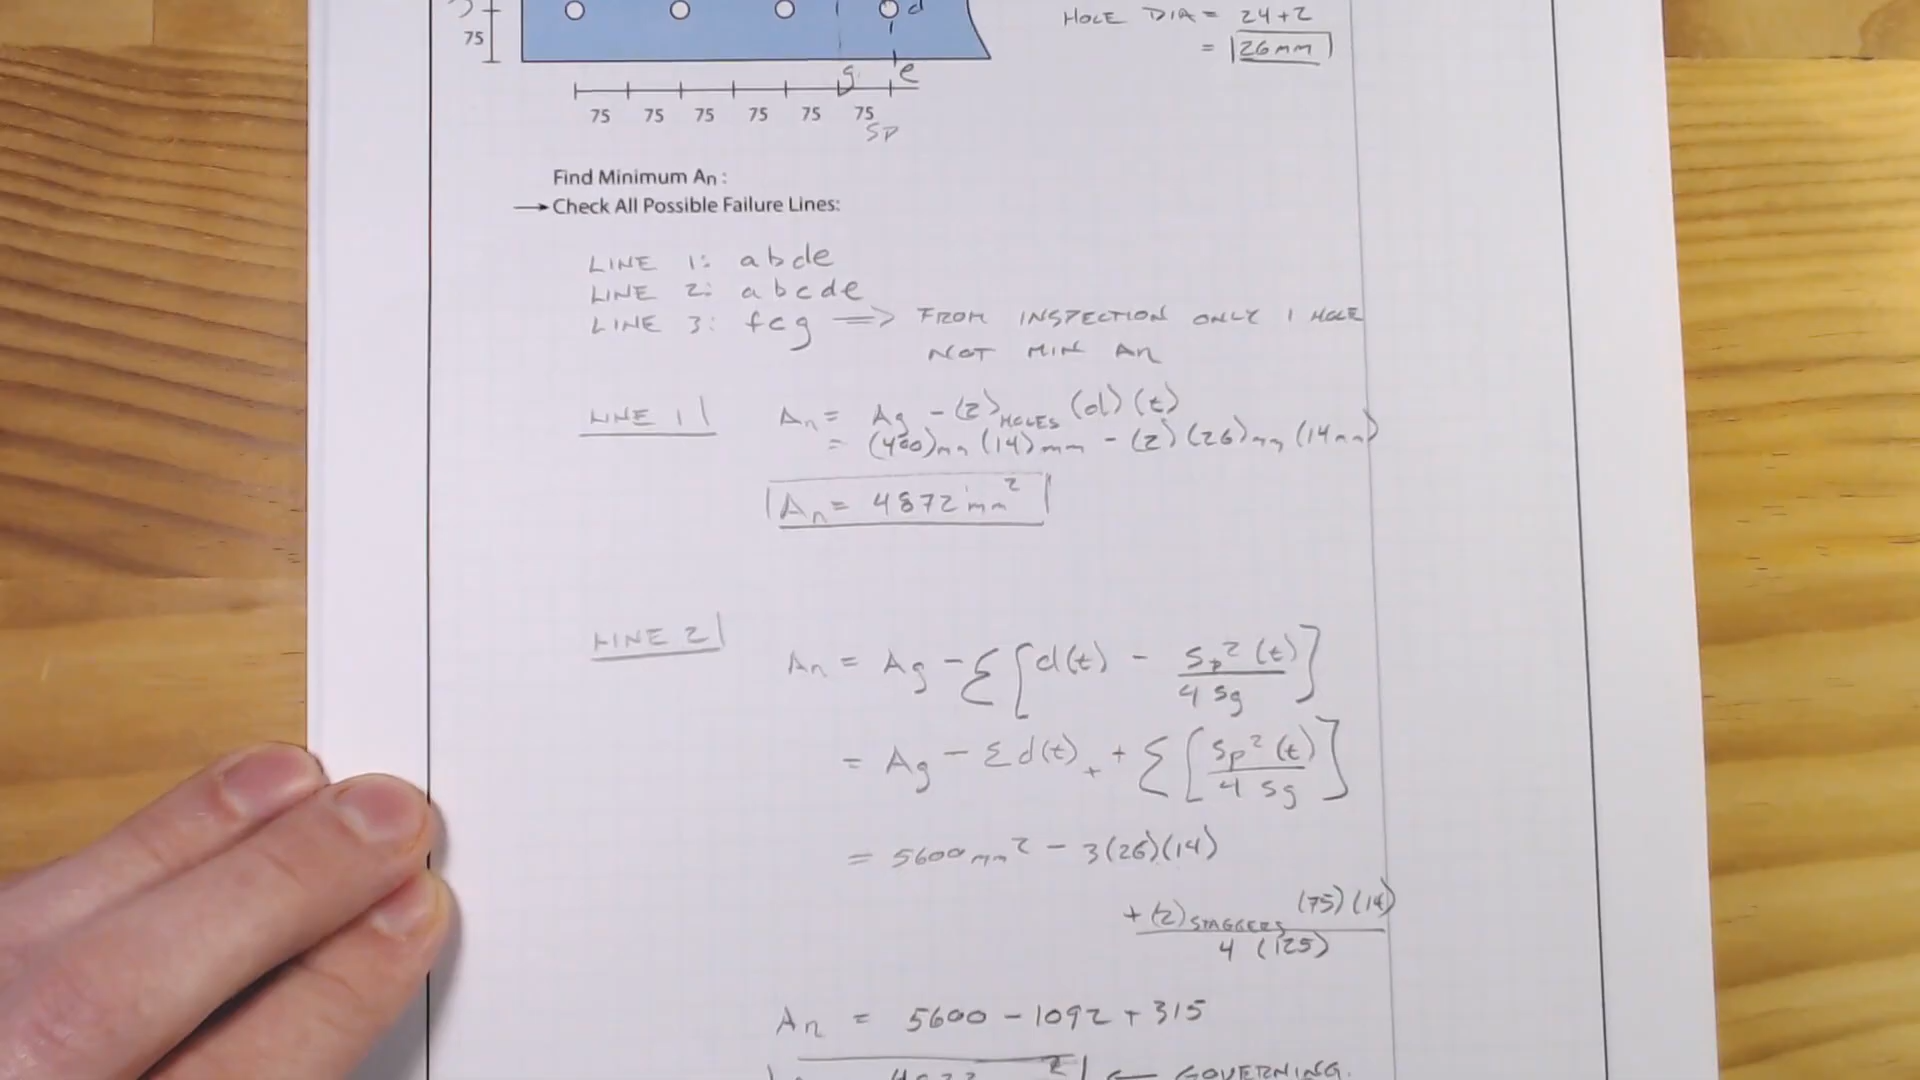 d
HOLE DIA = 24+2
75
= 26mm
g e
75 75 75 75 75 75
SP
Find Minimum An :
→ Check All Possible Failure Lines:
LINE 1: abde
LINE 2: abcde
LINE 3: fcg ⟹ FROM INSPECTION ONLY 1 HOLE
NOT MIN An
LINE 1 An = Ag - (2)HOLES (d)(t)
= (400)mm (14)mm - (2)(26)mm (14mm)
An = 4872 mm²
LINE 2 An = Ag - Σ[d(t) - Sp²(t)/4 Sg]
= Ag - Σd(t) + + Σ[Sp²(t)/4 Sg]
= 5600mm² - 3(26)(14)
+(2)STAGGERS (75)(14)
4 (125)
An = 5600 - 1092 + 315
← GOVERNING.